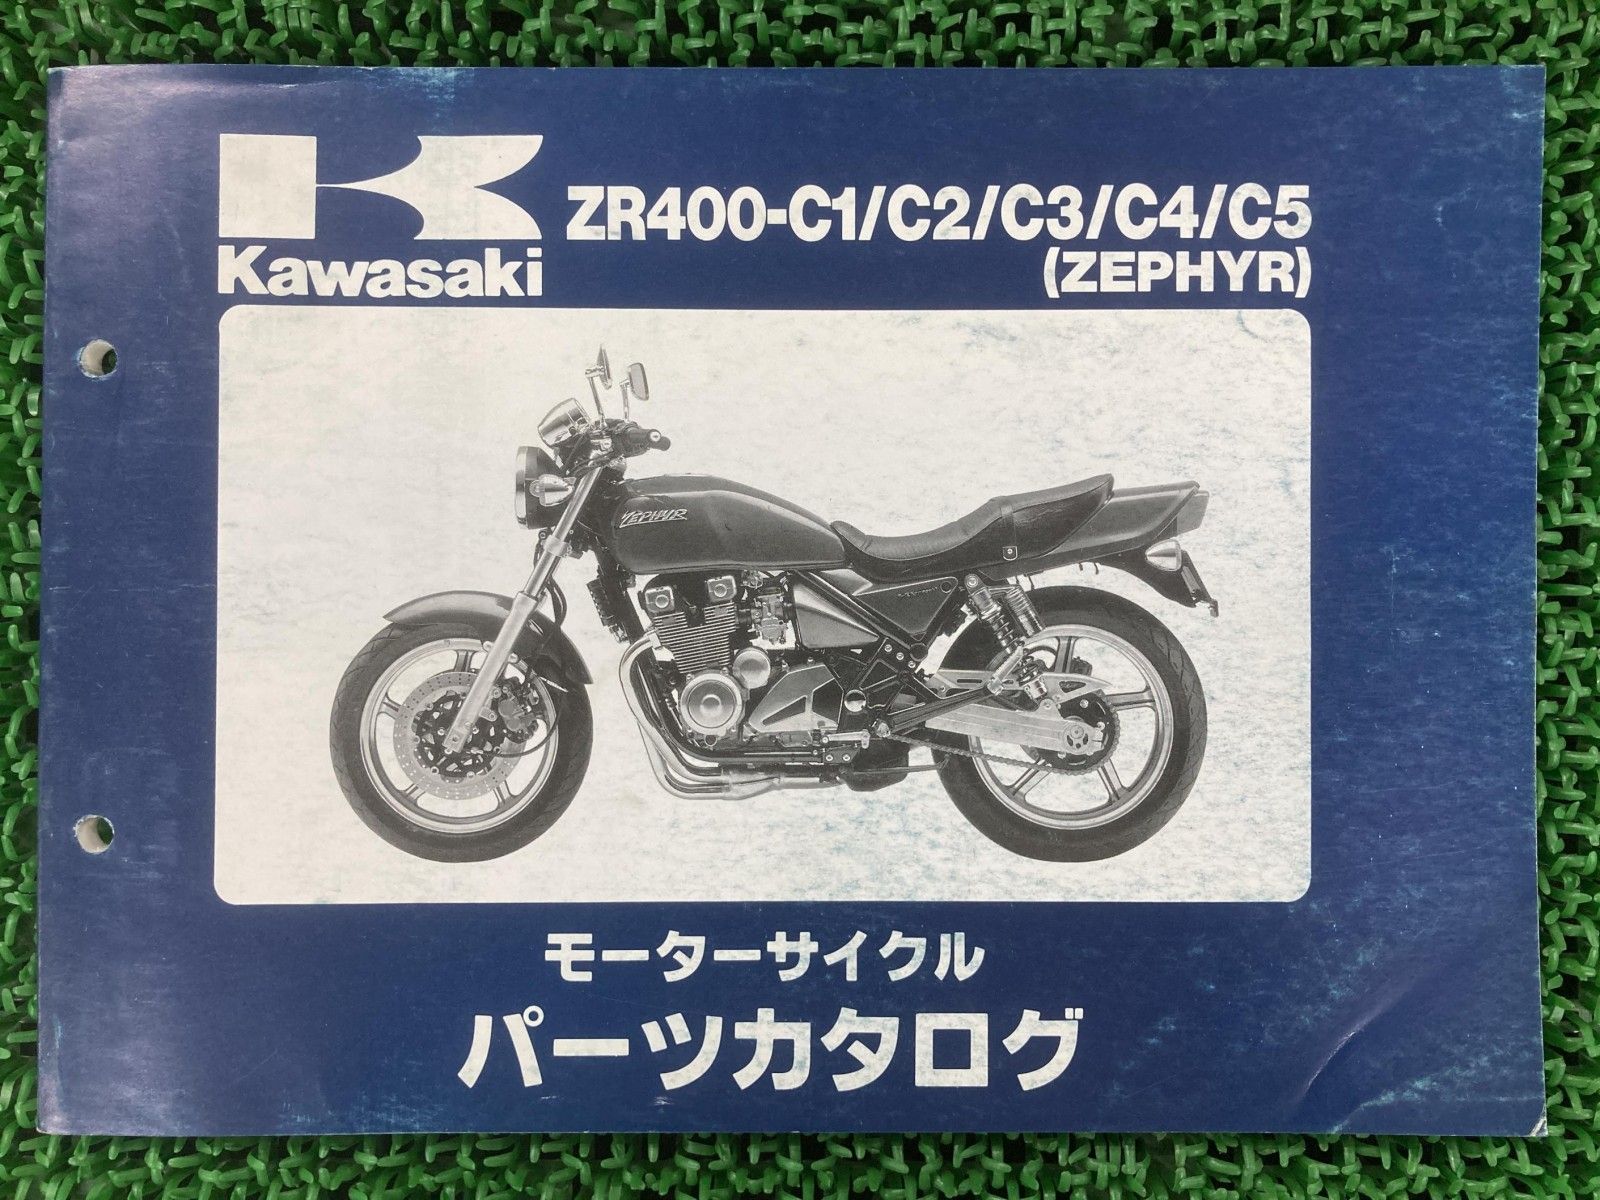 Kawasaki
ZR400-C1/C2/C3/C4/C5
(ZEPHYR)
ZEPHYR
モーターサイクル
パーツカタログ